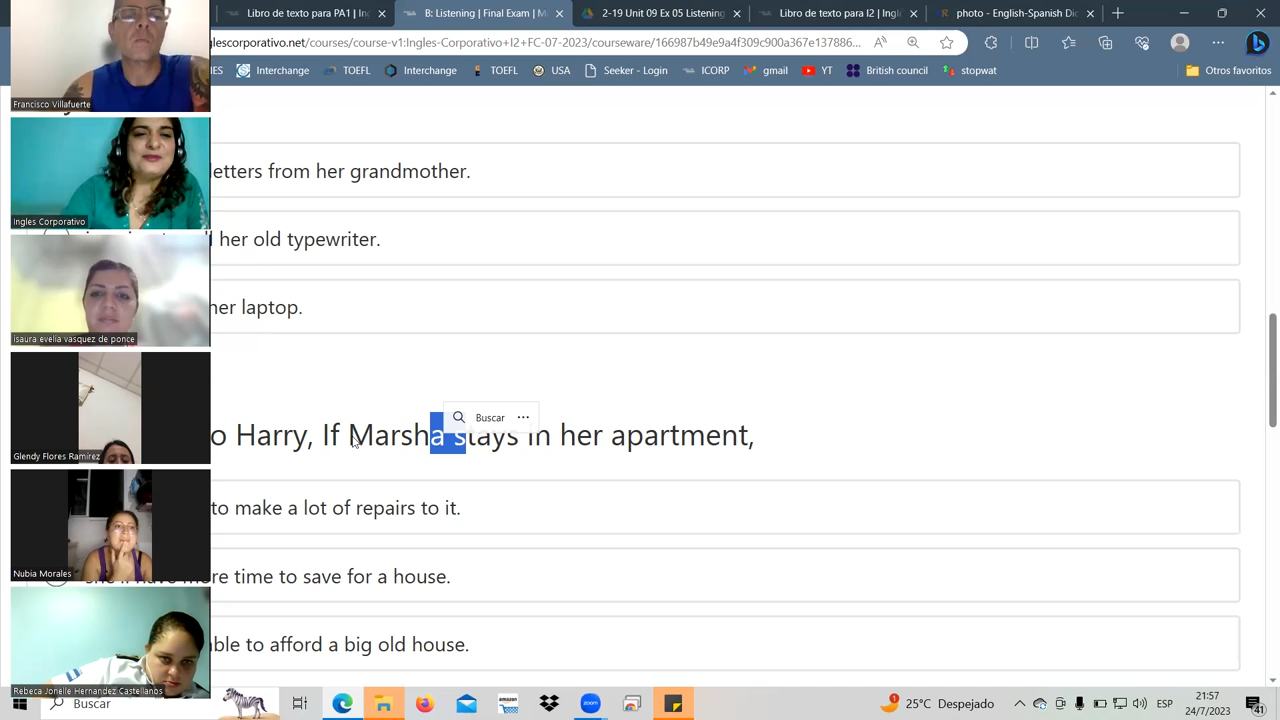 Libro de texto para PA1 | In
B: Listening | Final Exam | M
2-19 Unit 09 Ex 05 Listening
Libro de texto para I2 | Ingl
photo - English-Spanish Dic
glescorporativo.net/courses/course-v1:Ingles-Corporativo+I2+FC-07-2023/courseware/166987b49e9a4f309c900a367e137886...
Interchange
TOEFL
Interchange
TOEFL
USA
Seeker - Login
ICORP
gmail
YT
British council
stopwat
Otros favoritos
Francisco Villafuerte
letters from her grandmother.
Ingles Corporativo
her old typewriter.
isaura evelia vasquez de ponce
her laptop.
Buscar ...
o Harry, If Marsha stays in her apartment,
Glendy Flores Ramirez
to make a lot of repairs to it.
Nubia Morales
she'll have more time to save for a house.
able to afford a big old house.
Rebeca Jonelle Hernandez Castellanos
Buscar
25°C Despejado
ESP
21:57
24/7/2023
41